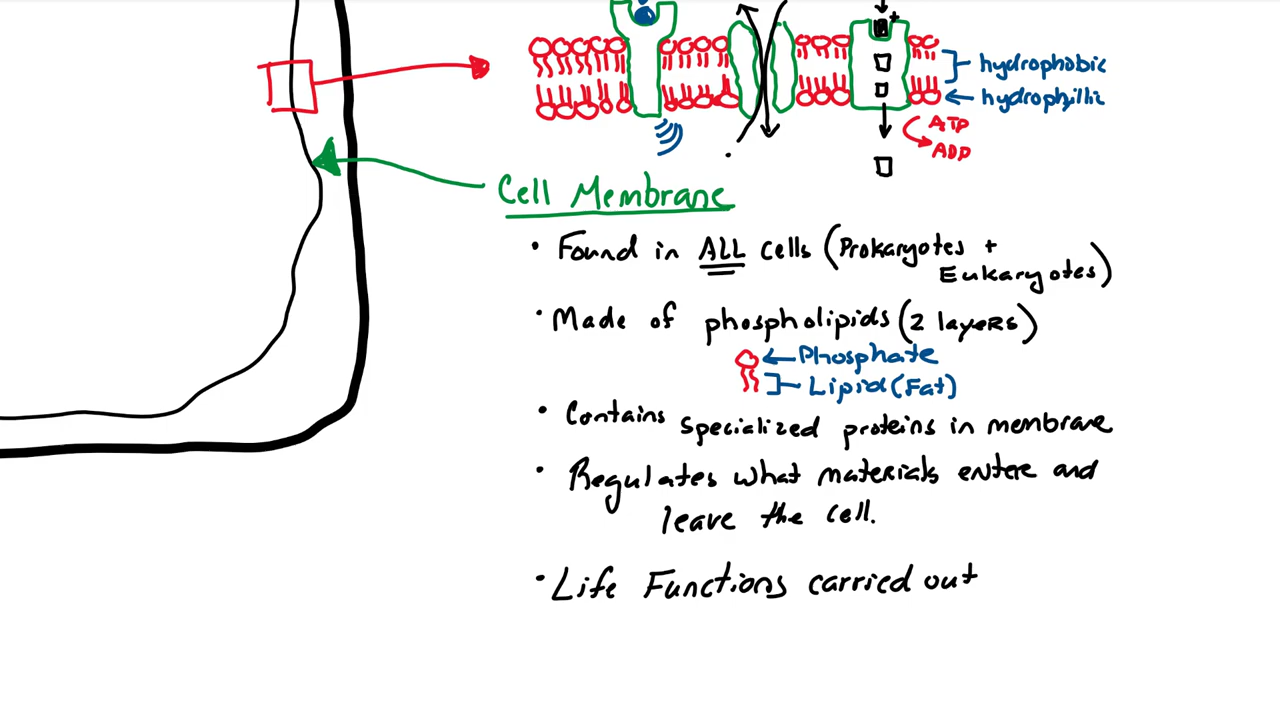 +
hydrophobic
hydrophillic
ATP
ADP
Cell Membrane
• Found in ALL cells (Prokaryotes +
Eukaryotes)
• Made of phospholipids (2 layers)
Phosphate
Lipid (Fat)
• Contains specialized proteins in membrane
• Regulates what materials enter and
leave the cell.
• Life Functions carried out